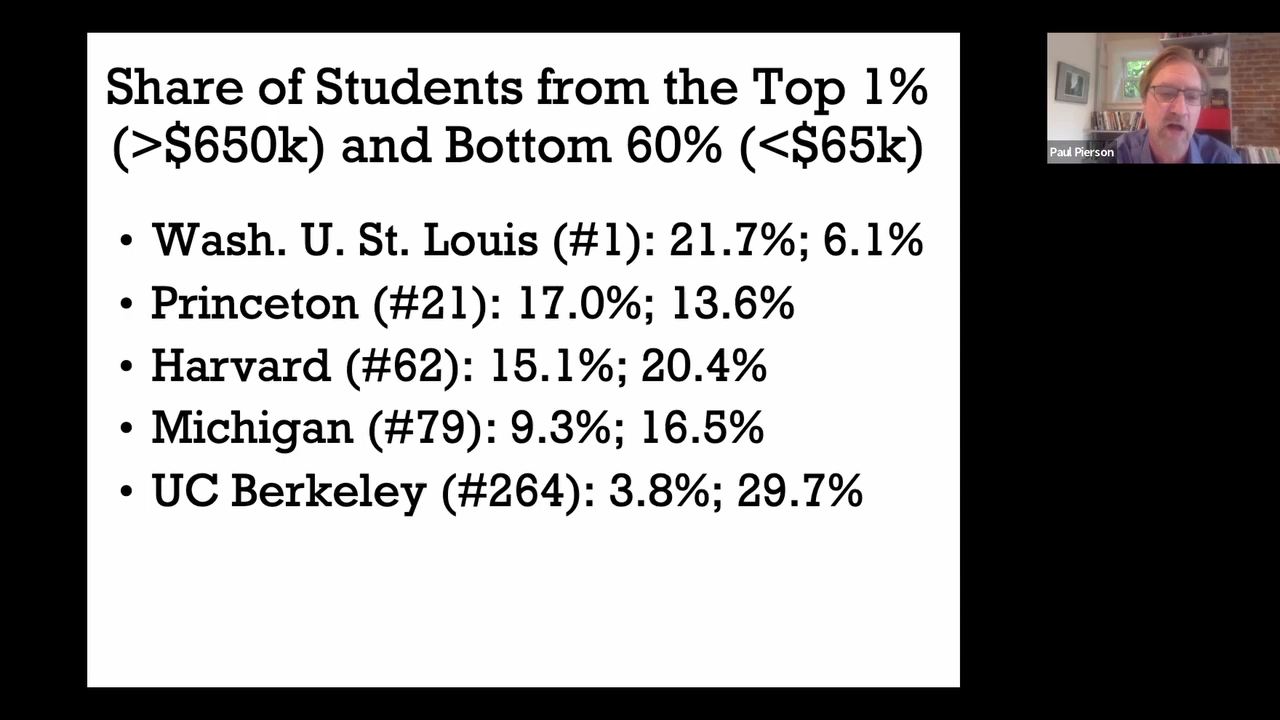 Share of Students from the Top 1%
(>$650k) and Bottom 60% (<$65k)
• Wash. U. St. Louis (#1): 21.7%; 6.1%
• Princeton (#21): 17.0%; 13.6%
• Harvard (#62): 15.1%; 20.4%
• Michigan (#79): 9.3%; 16.5%
• UC Berkeley (#264): 3.8%; 29.7%
Paul Pierson